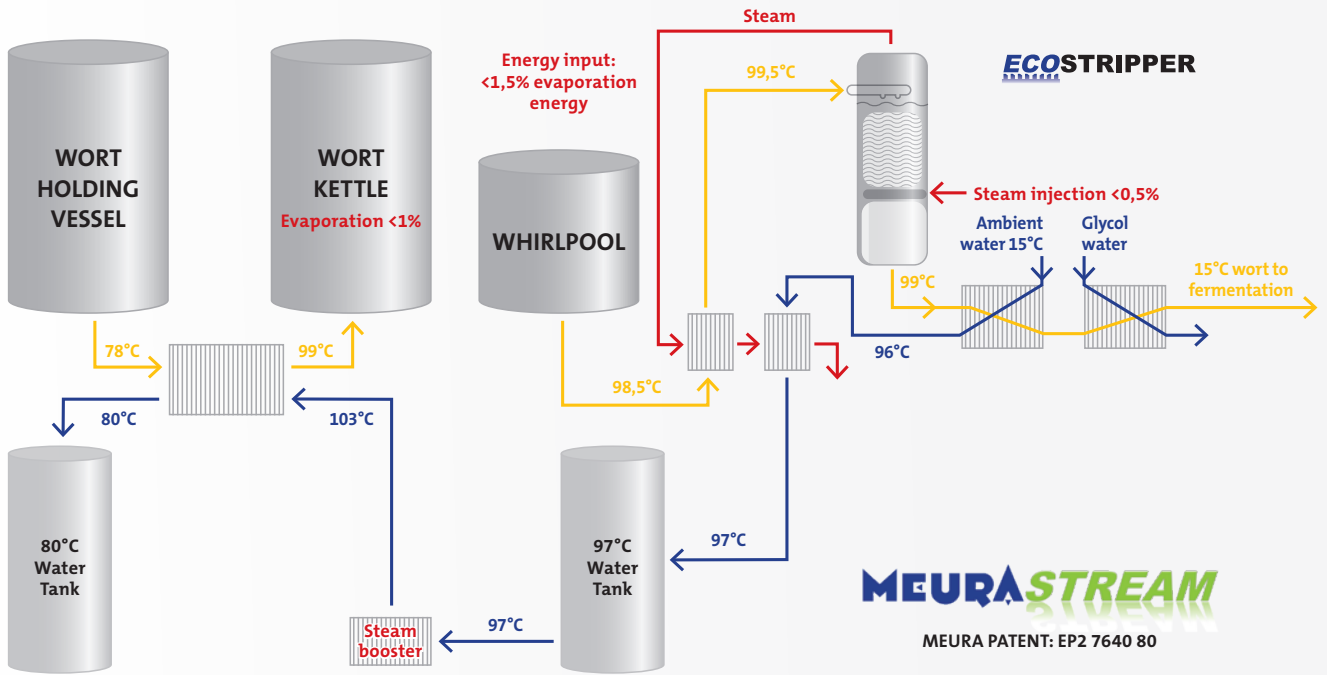 Steam
Energy input:
<1,5% evaporation
energy
99,5°C
ECOSTRIPPER
WORT
HOLDING
VESSEL
WORT
KETTLE
Evaporation <1%
WHIRLPOOL
Steam injection <0,5%
Ambient
water 15°C
Glycol
water
99°C
15°C wort to
fermentation
78°C
99°C
96°C
98,5°C
80°C
103°C
80°C
Water
Tank
97°C
Water
Tank
97°C
97°C
Steam
booster
MEURASTREAM
MEURA PATENT: EP2 7640 80